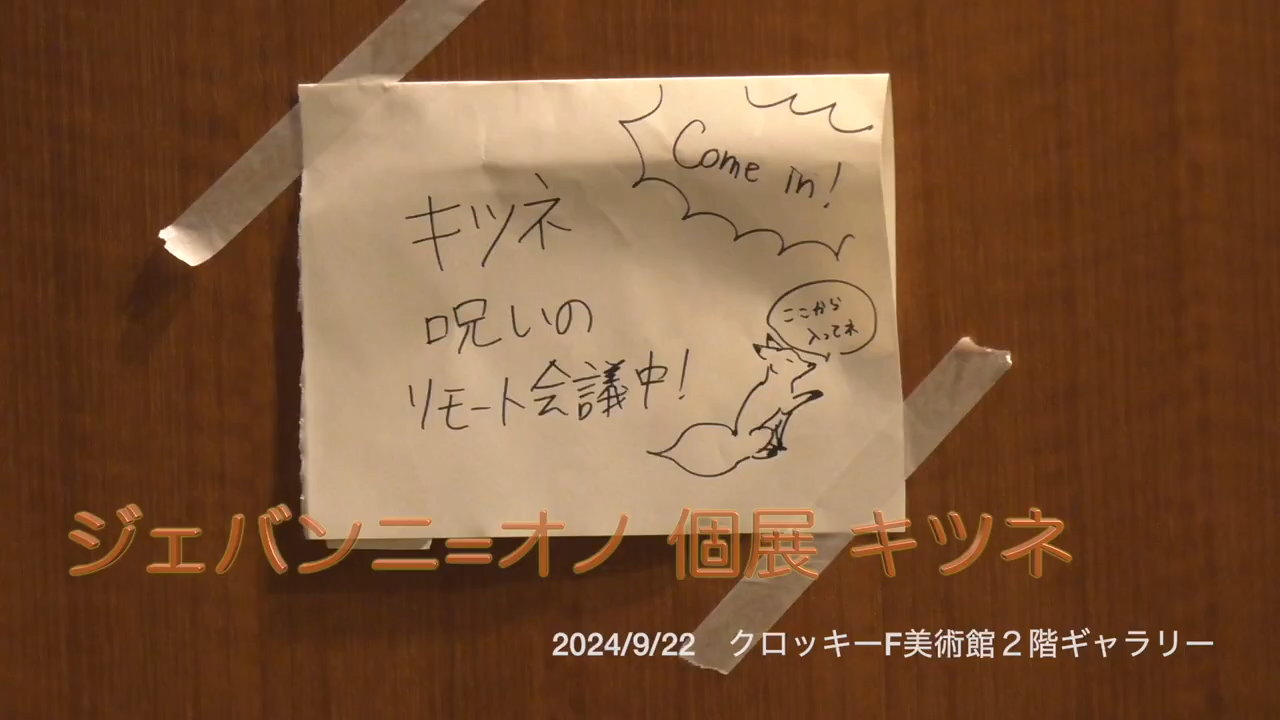 Come in!
キツネ
呪いの
リモート会議中!
ここから
入ってネ
ジェバンニ=オノ 個展 キツネ
2024/9/22 クロッキーF美術館２階ギャラリー